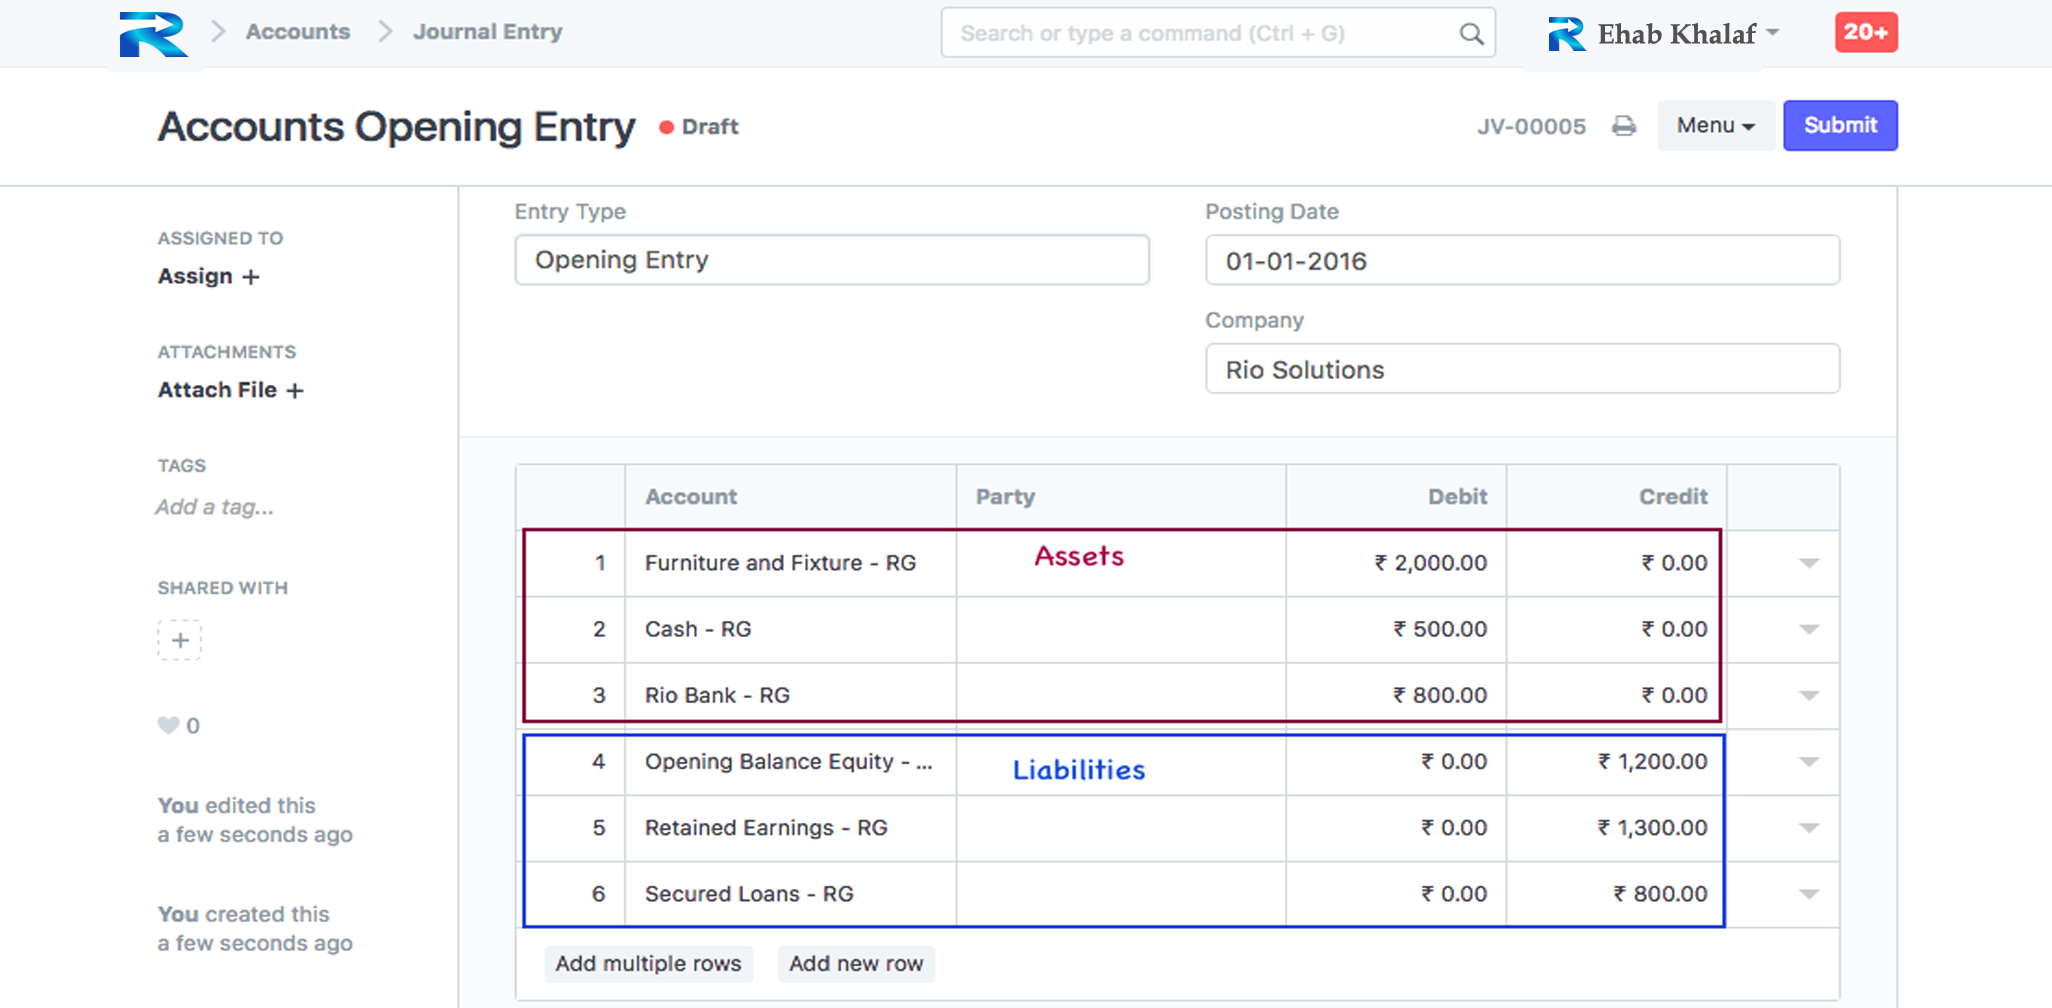 Accounts Journal Entry Search or type a command (Ctrl + G) Ehab Khalaf 20+
Accounts Opening Entry Draft JV-00005 Menu Submit
ASSIGNED TO
Assign +
ATTACHMENTS
Attach File +
TAGS
Add a tag...
SHARED WITH
+
0
You edited this
a few seconds ago
You created this
a few seconds ago
Entry Type
Opening Entry
Posting Date
01-01-2016
Company
Rio Solutions
Account Party Debit Credit
1 Furniture and Fixture - RG Assets ₹ 2,000.00 ₹ 0.00
2 Cash - RG ₹ 500.00 ₹ 0.00
3 Rio Bank - RG ₹ 800.00 ₹ 0.00
4 Opening Balance Equity - ... Liabilities ₹ 0.00 ₹ 1,200.00
5 Retained Earnings - RG ₹ 0.00 ₹ 1,300.00
6 Secured Loans - RG ₹ 0.00 ₹ 800.00
Add multiple rows Add new row